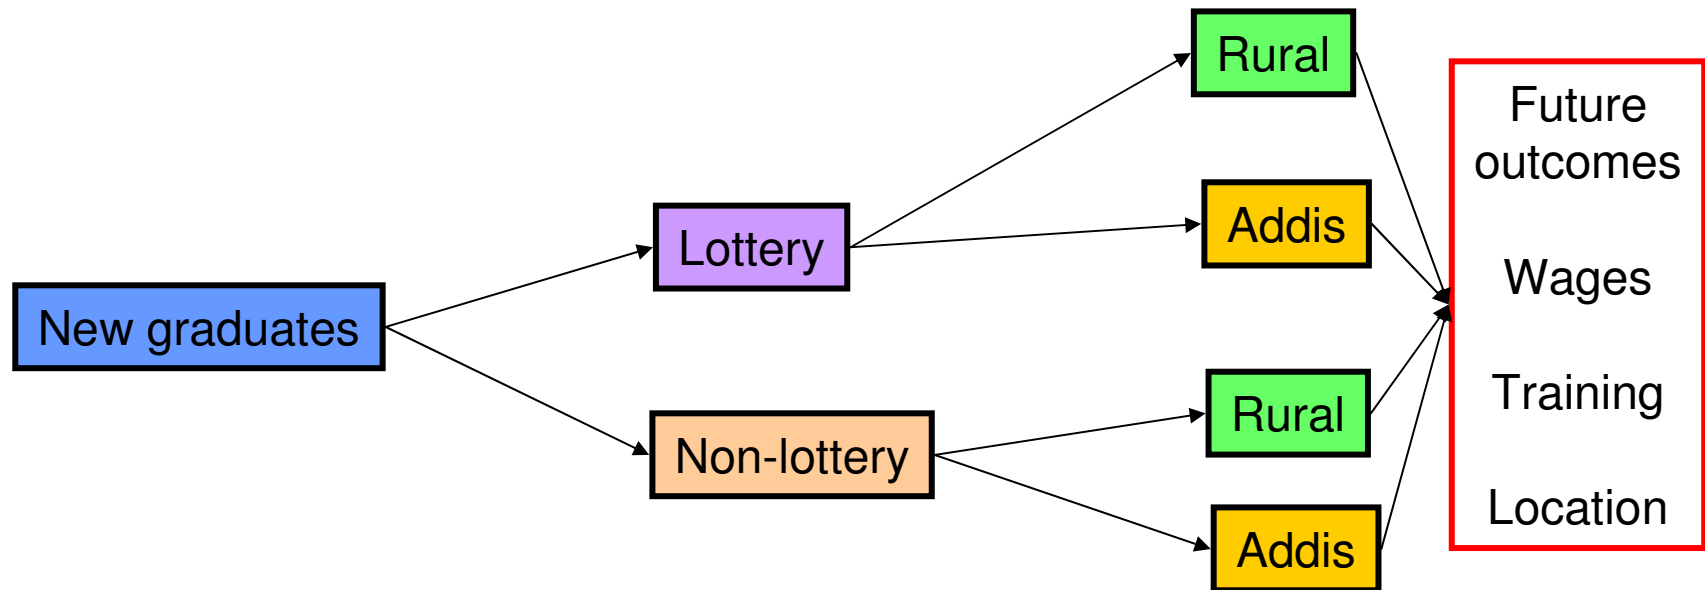 New graduates
Lottery
Non-lottery
Rural
Addis
Rural
Addis
Future
outcomes
Wages
Training
Location